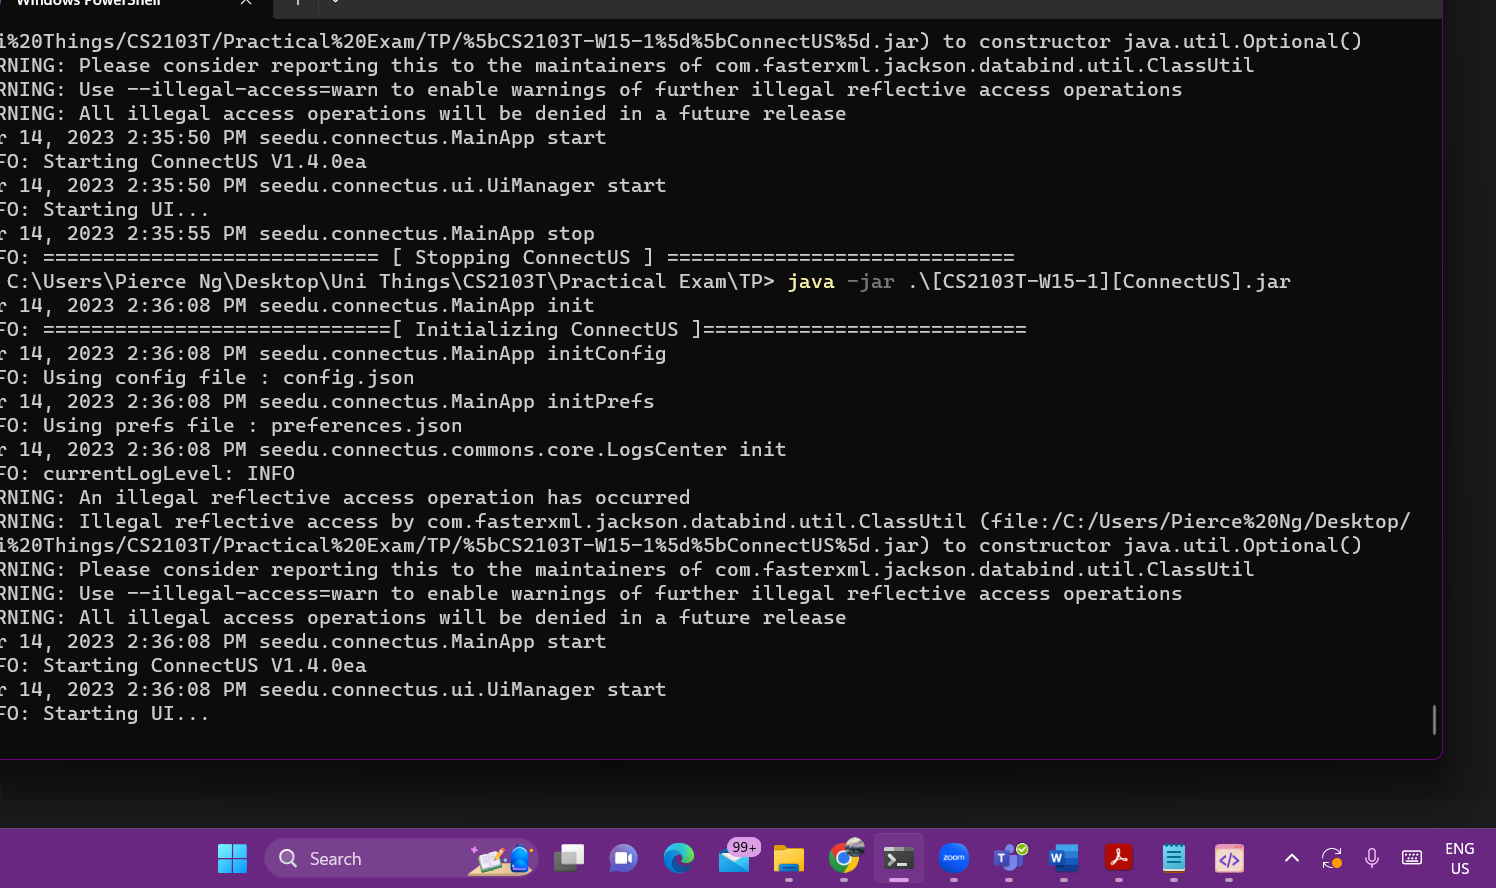 Windows PowerShell
i%20Things/CS2103T/Practical%20Exam/TP/%5bCS2103T-W15-1%5d%5bConnectUS%5d.jar) to constructor java.util.Optional()
RNING: Please consider reporting this to the maintainers of com.fasterxml.jackson.databind.util.ClassUtil
RNING: Use --illegal-access=warn to enable warnings of further illegal reflective access operations
RNING: All illegal access operations will be denied in a future release
r 14, 2023 2:35:50 PM seedu.connectus.MainApp start
FO: Starting ConnectUS V1.4.0ea
r 14, 2023 2:35:50 PM seedu.connectus.ui.UiManager start
FO: Starting UI...
r 14, 2023 2:35:55 PM seedu.connectus.MainApp stop
FO: ============================ [ Stopping ConnectUS ] =============================
C:\Users\Pierce Ng\Desktop\Uni Things\CS2103T\Practical Exam\TP> java -jar .\[CS2103T-W15-1][ConnectUS].jar
r 14, 2023 2:36:08 PM seedu.connectus.MainApp init
FO: =============================[ Initializing ConnectUS ]===========================
r 14, 2023 2:36:08 PM seedu.connectus.MainApp initConfig
FO: Using config file : config.json
r 14, 2023 2:36:08 PM seedu.connectus.MainApp initPrefs
FO: Using prefs file : preferences.json
r 14, 2023 2:36:08 PM seedu.connectus.commons.core.LogsCenter init
FO: currentLogLevel: INFO
RNING: An illegal reflective access operation has occurred
RNING: Illegal reflective access by com.fasterxml.jackson.databind.util.ClassUtil (file:/C:/Users/Pierce%20Ng/Desktop/
i%20Things/CS2103T/Practical%20Exam/TP/%5bCS2103T-W15-1%5d%5bConnectUS%5d.jar) to constructor java.util.Optional()
RNING: Please consider reporting this to the maintainers of com.fasterxml.jackson.databind.util.ClassUtil
RNING: Use --illegal-access=warn to enable warnings of further illegal reflective access operations
RNING: All illegal access operations will be denied in a future release
r 14, 2023 2:36:08 PM seedu.connectus.MainApp start
FO: Starting ConnectUS V1.4.0ea
r 14, 2023 2:36:08 PM seedu.connectus.ui.UiManager start
FO: Starting UI...
Search
99+
zoom
T
W
ENG
US